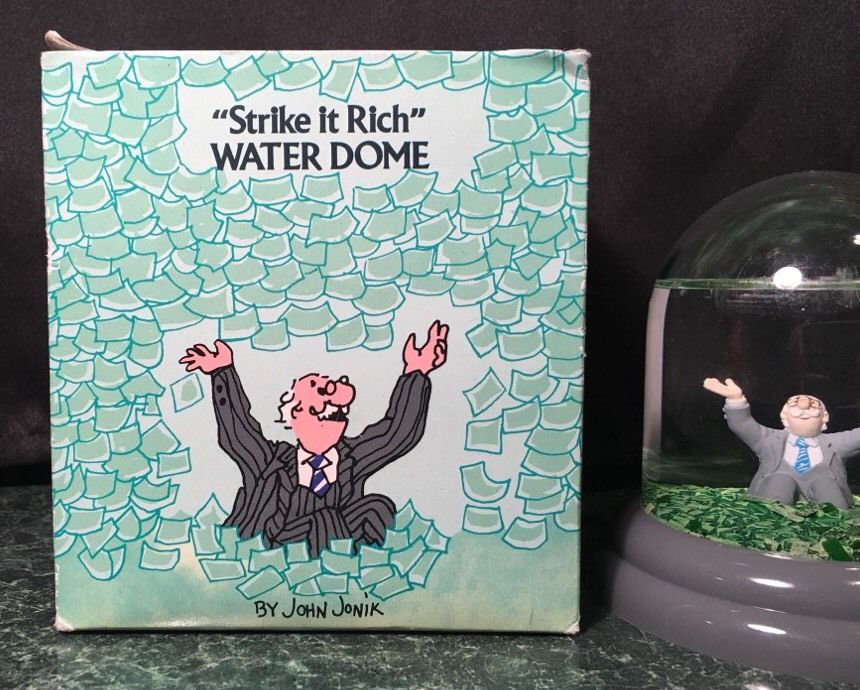 “Strike it Rich”
WATER DOME
BY JOHN JONIK